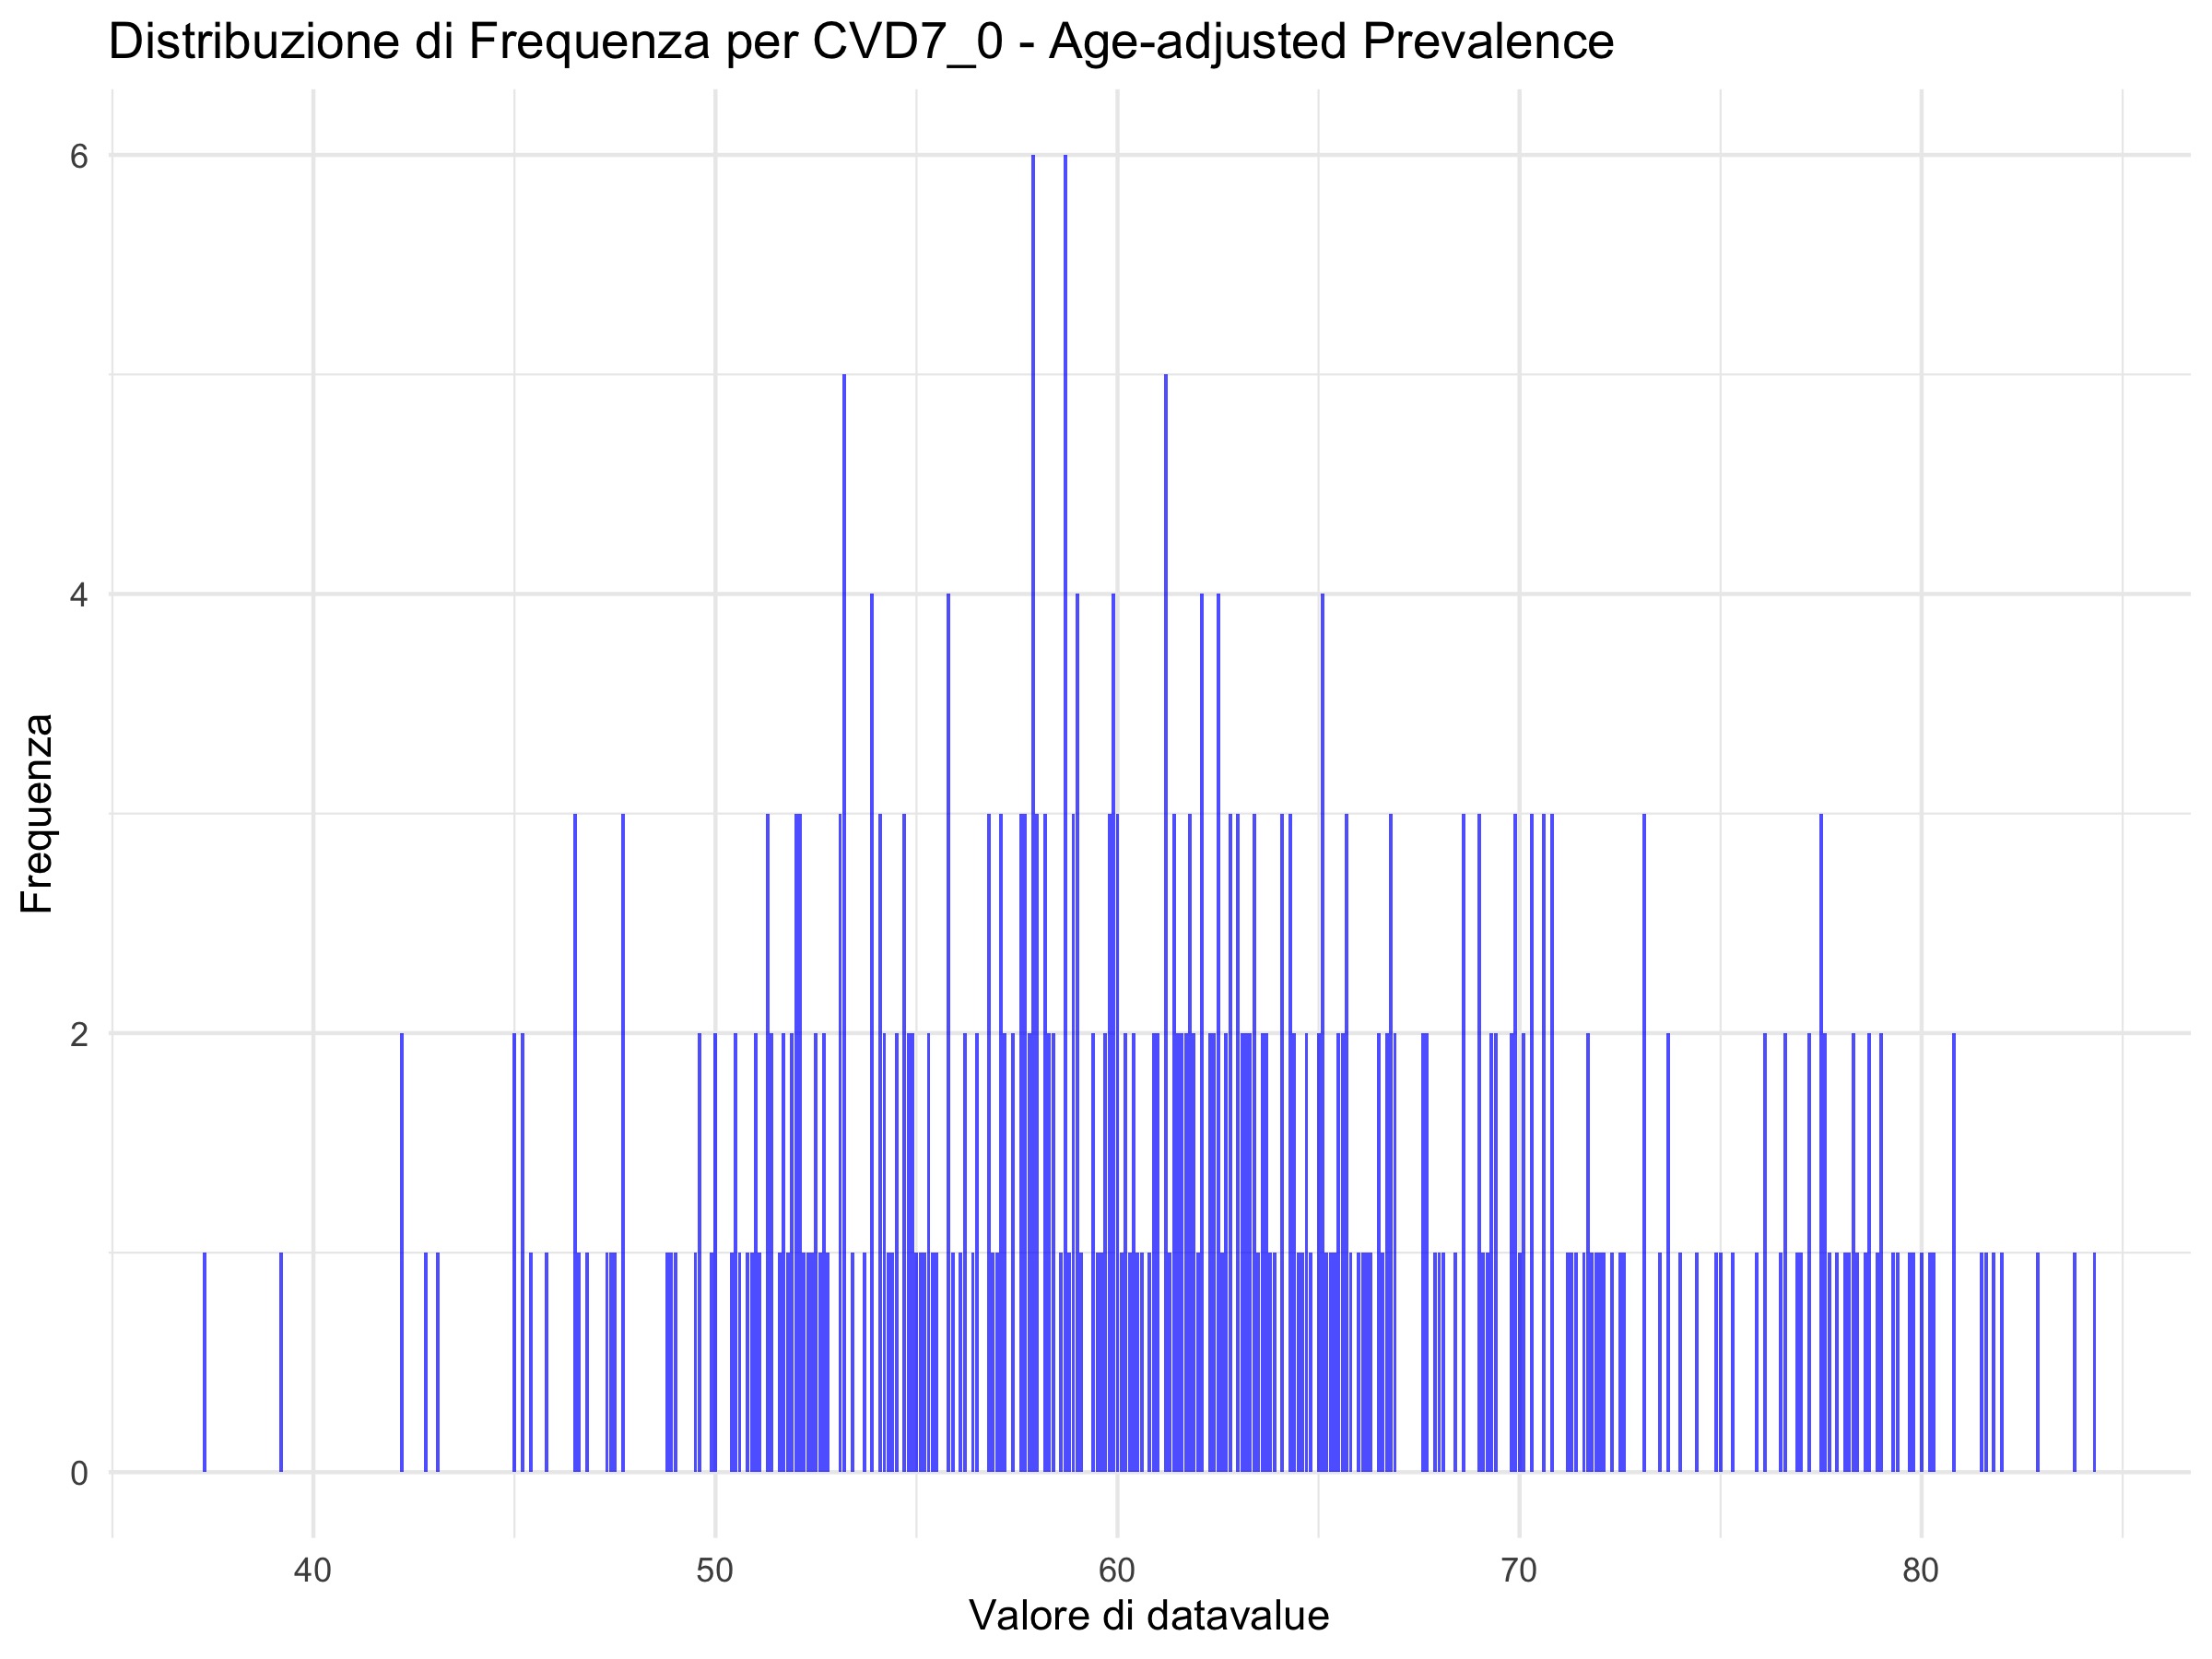 Distribuzione di Frequenza per CVD7_0 - Age-adjusted Prevalence
6
4
2
0
Frequenza
40 50 60 70 80
Valore di datavalue